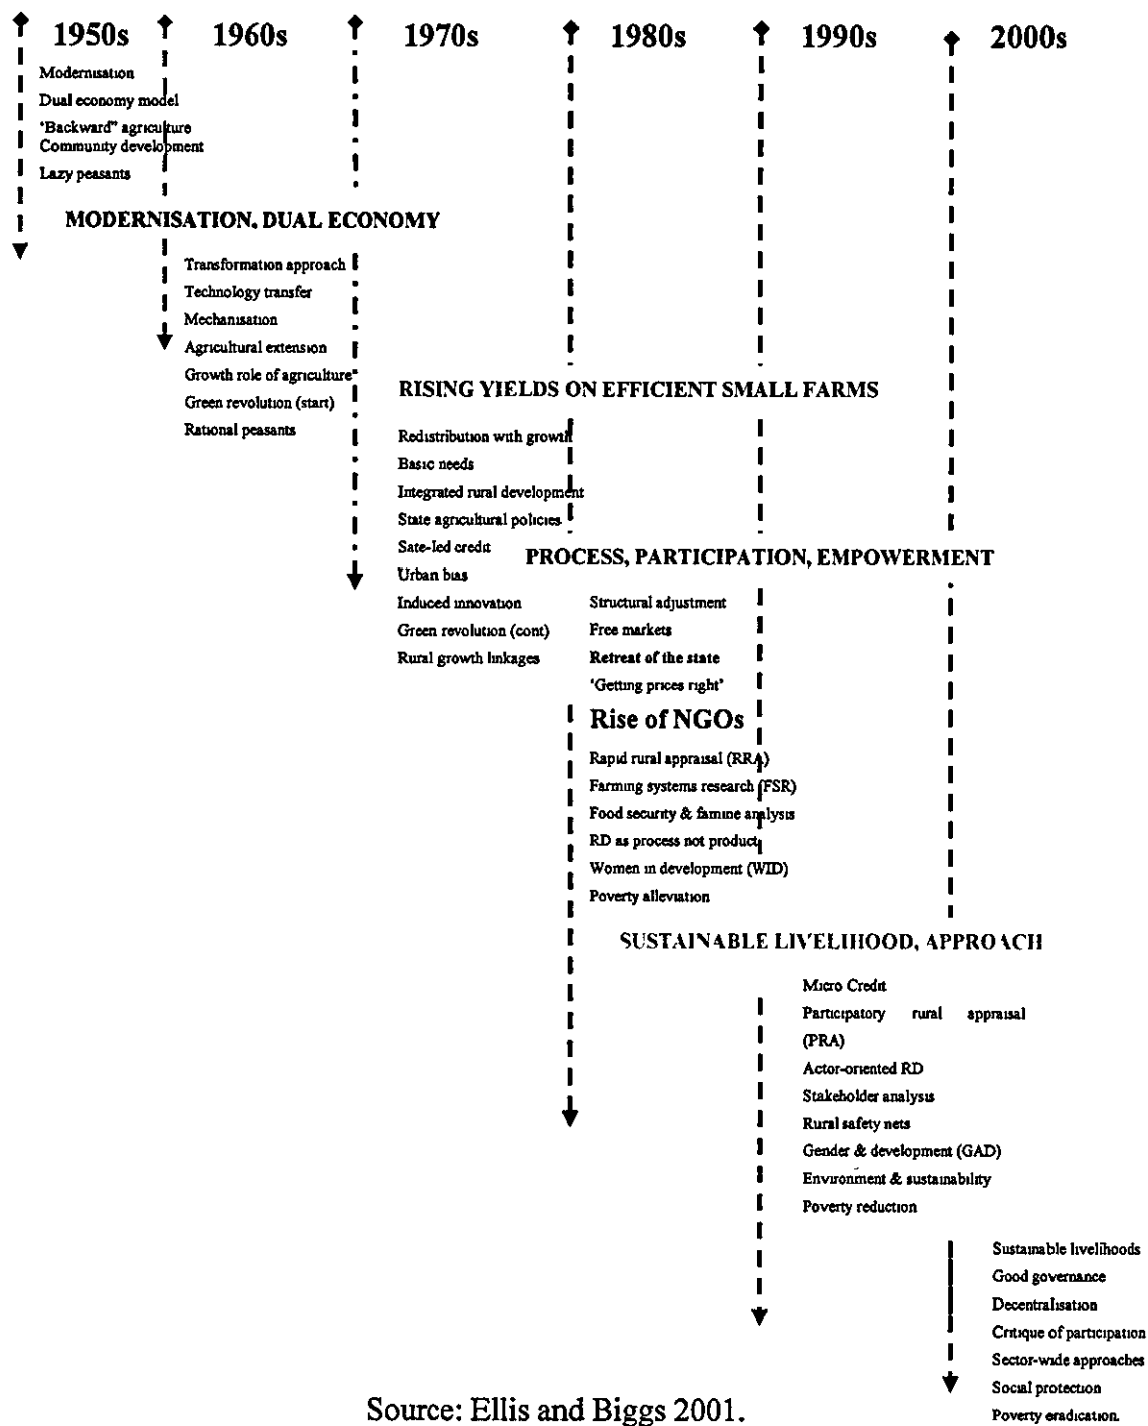 1950s 1960s 1970s 1980s 1990s 2000s
Modernisation
Dual economy model
'Backward" agriculture
Community development
Lazy peasants
MODERNISATION, DUAL ECONOMY
Transformation approach
Technology transfer
Mechanisation
Agricultural extension
Growth role of agriculture
Green revolution (start)
Rational peasants
RISING YIELDS ON EFFICIENT SMALL FARMS
Redistribution with growth
Basic needs
Integrated rural development
State agricultural policies
Sate-led credit
Urban bias
Induced innovation
Green revolution (cont)
Rural growth linkages
PROCESS, PARTICIPATION, EMPOWERMENT
Structural adjustment
Free markets
Retreat of the state
'Getting prices right'
Rise of NGOs
Rapid rural appraisal (RRA)
Farming systems research (FSR)
Food security & famine analysis
RD as process not product
Women in development (WID)
Poverty alleviation
SUSTAINABLE LIVELIHOOD, APPROACH
Micro Credit
Participatory rural appraisal
(PRA)
Actor-oriented RD
Stakeholder analysis
Rural safety nets
Gender & development (GAD)
Environment & sustainability
Poverty reduction
Sustainable livelihoods
Good governance
Decentralisation
Critique of participation
Sector-wide approaches
Social protection
Poverty eradication.
Source: Ellis and Biggs 2001.